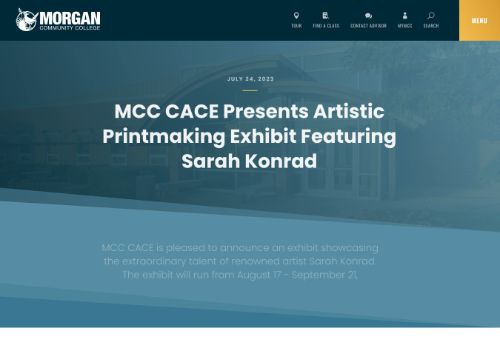 MORGAN
COMMUNITY COLLEGE
TOUR
FIND A CLASS
CONTACT ADVISOR
MYMCC
SEARCH
MENU
JULY 24, 2023
MCC CACE Presents Artistic
Printmaking Exhibit Featuring
Sarah Konrad
MCC CACE is pleased to announce an exhibit showcasing
the extraordinary talent of renowned artist Sarah Konrad.
The exhibit will run from August 17 – September 21,